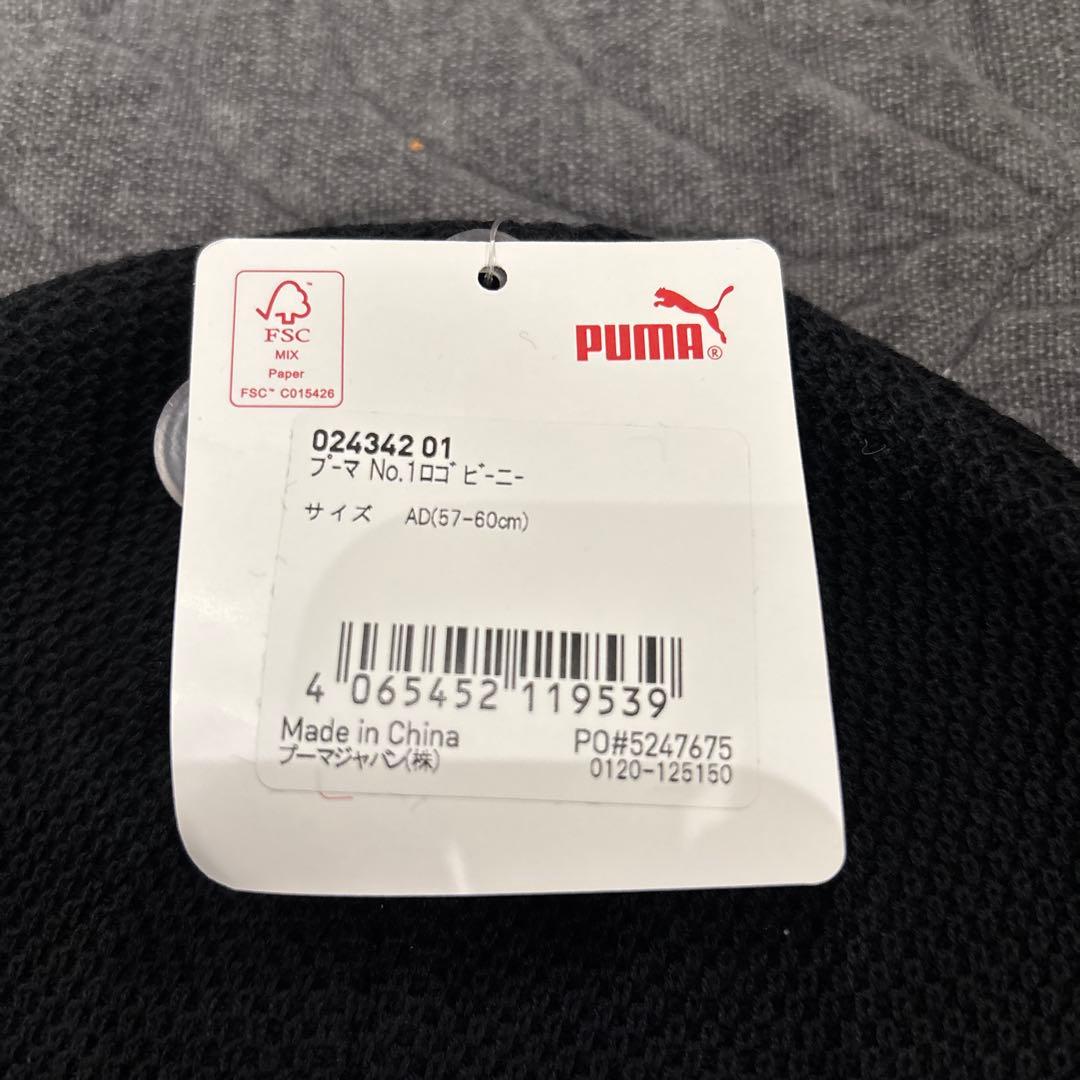 FSC
MIX
Paper
FSC™ C015426
PUMA®
024342 01
ﾌﾟｰﾏ No.1ﾛｺﾞ ﾋﾞｰﾆｰ
サイズ AD(57-60cm)
4 065452 119539
Made in China
プーマジャパン(株)
PO#5247675
0120-125150